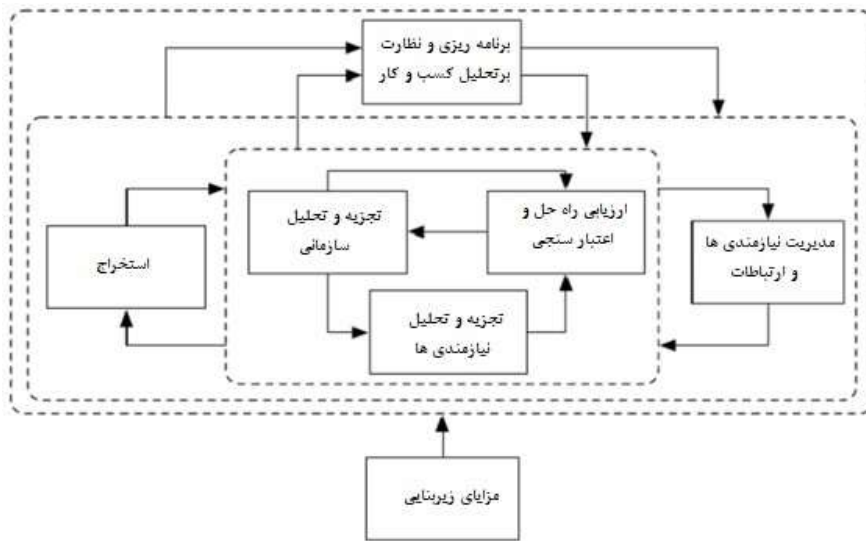 برنامه ریزی و نظارت
برتحلیل کسب و کار
ارزیابی راه حل و
اعتبار سنجی
تجزیه و تحلیل
سازمانی
مدیریت نیازمندی ها
و ارتباطات
استخراج
تجزیه و تحلیل
نیازمندی ها
مزایای زیربنایی